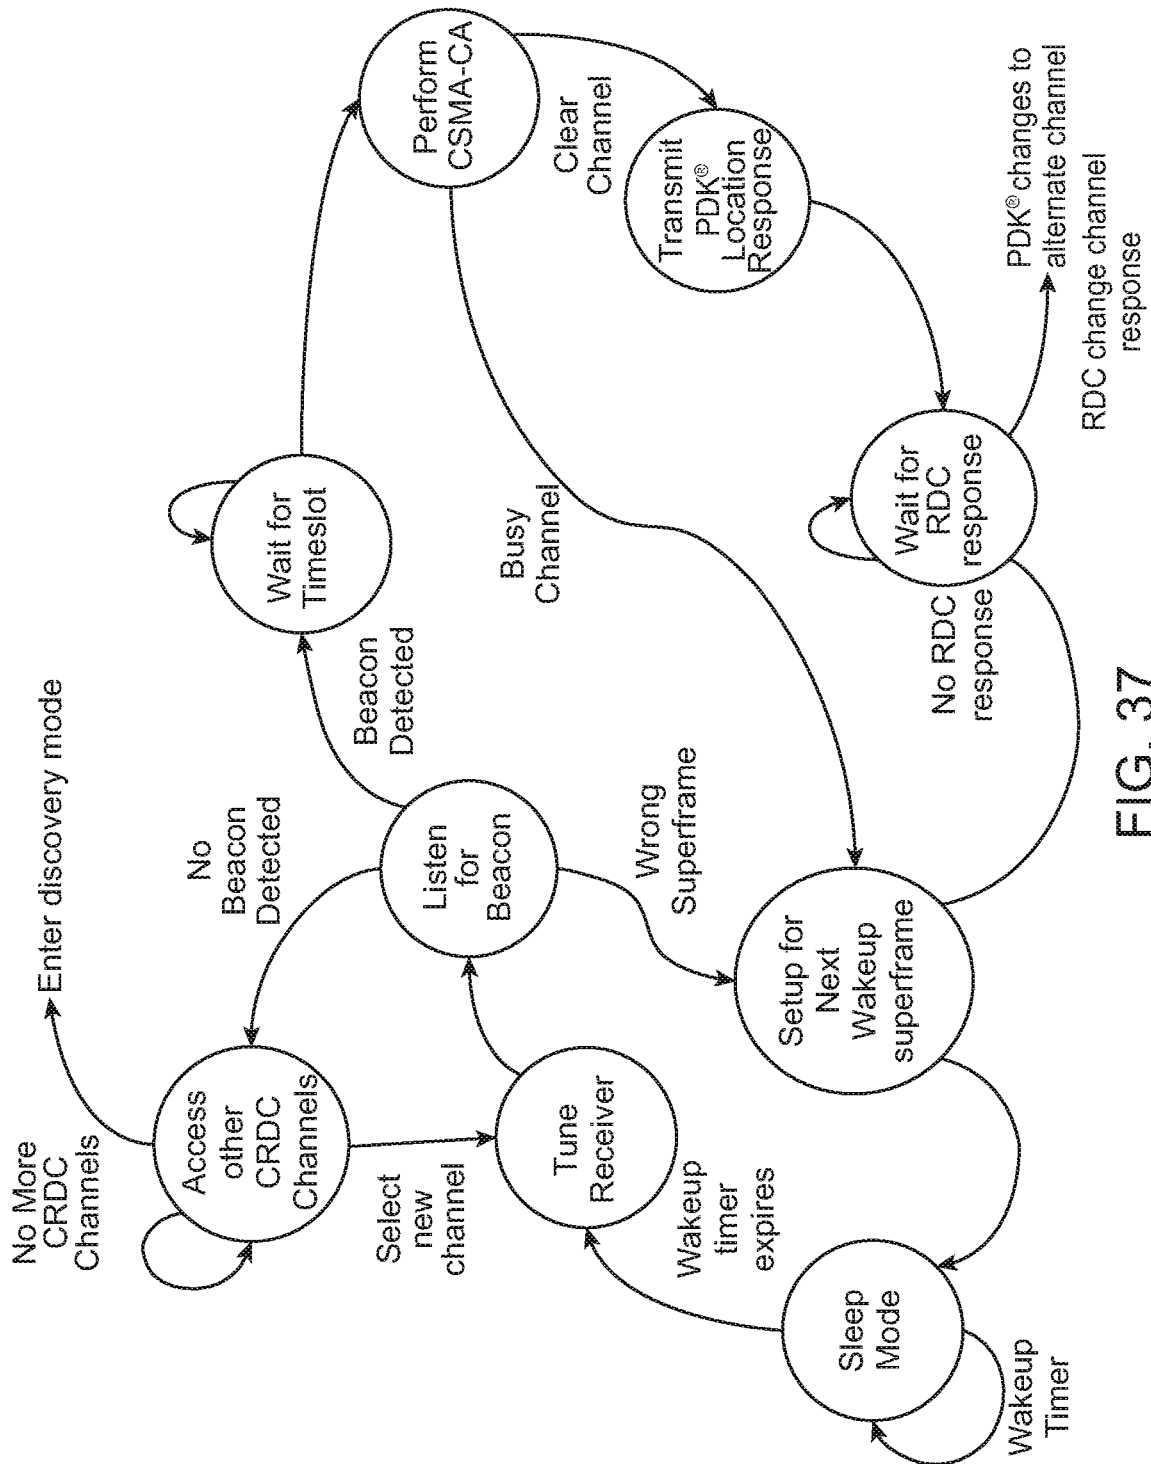 No More
CRDC
Channels
Enter discovery mode
Access
other
CRDC
Channels
No
Beacon
Detected
Select
new
channel
Tune
Receiver
Listen
for
Beacon
Beacon
Detected
Wait for
Timeslot
Perform
CSMA-CA
Wakeup
timer
expires
Wrong
Superframe
Busy
Channel
Clear
Channel
Transmit
PDK®
Location
Response
Sleep
Mode
Wakeup
Timer
Setup for
Next
Wakeup
superframe
No RDC
response
Wait for
RDC
response
PDK® changes to
alternate channel
RDC change channel
response
FIG. 37